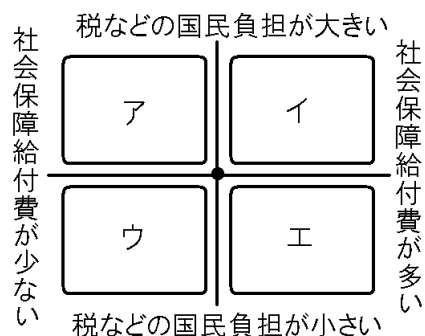 税などの国民負担が大きい
社会保障給付費が少ない
ア
イ
社会保障給付費が多い
ウ
エ
税などの国民負担が小さい